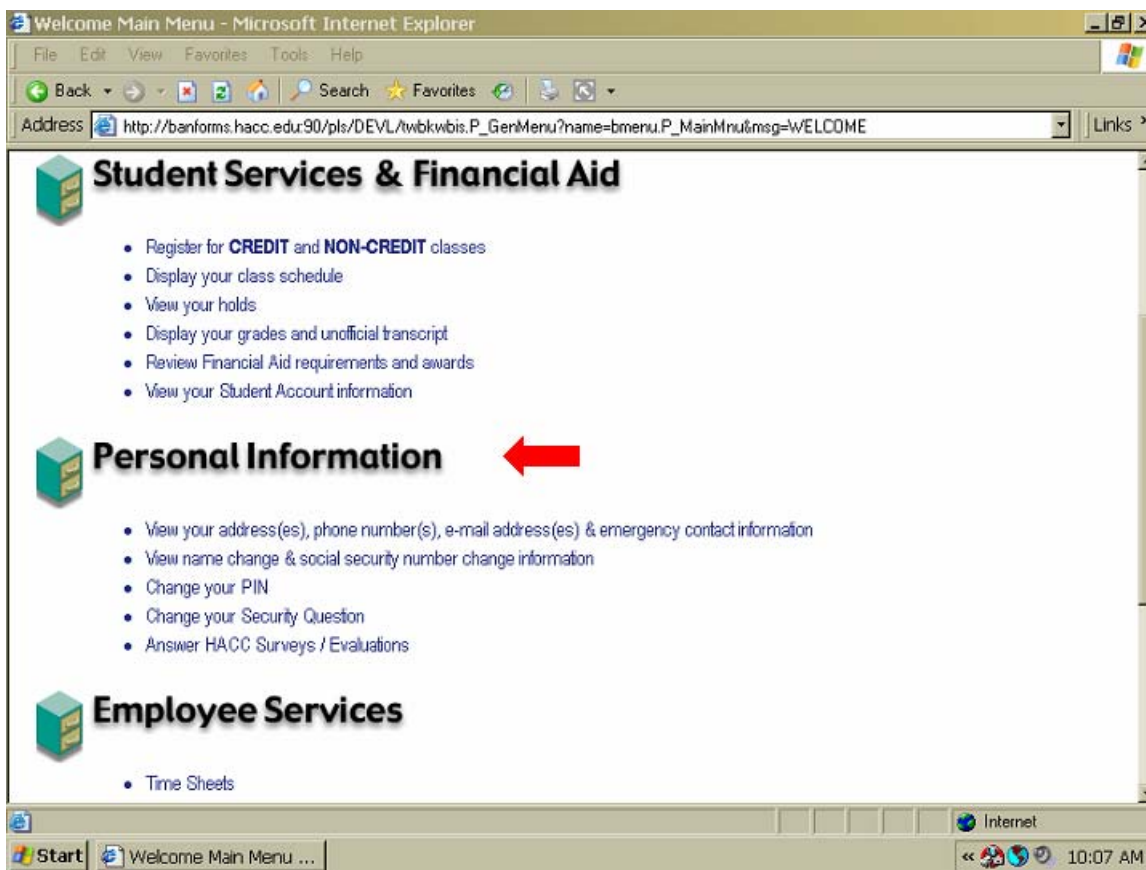 Welcome Main Menu - Microsoft Internet Explorer
File Edit View Favorites Tools Help
Back Search Favorites
Address http://banforms.hacc.edu:90/pls/DEVL/twbkwbis.P_GenMenu?name=bmenu.P_MainMnu&msg=WELCOME Links
Student Services & Financial Aid
• Register for CREDIT and NON-CREDIT classes
• Display your class schedule
• View your holds
• Display your grades and unofficial transcript
• Review Financial Aid requirements and awards
• View your Student Account information
Personal Information
• View your address(es), phone number(s), e-mail address(es) & emergency contact information
• View name change & social security number change information
• Change your PIN
• Change your Security Question
• Answer HACC Surveys / Evaluations
Employee Services
• Time Sheets
Internet
Start Welcome Main Menu ... « 10:07 AM